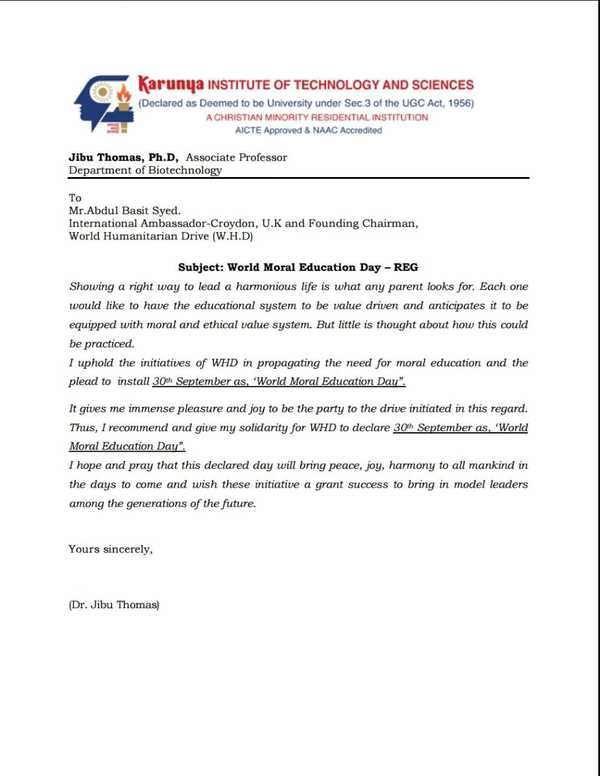 Karunya INSTITUTE OF TECHNOLOGY AND SCIENCES
(Declared as Deemed to be University under Sec.3 of the UGC Act, 1956)
A CHRISTIAN MINORITY RESIDENTIAL INSTITUTION
AICTE Approved & NAAC Accredited
Jibu Thomas, Ph.D, Associate Professor
Department of Biotechnology
To
Mr.Abdul Basit Syed.
International Ambassador-Croydon, U.K and Founding Chairman,
World Humanitarian Drive (W.H.D)
Subject: World Moral Education Day – REG
Showing a right way to lead a harmonious life is what any parent looks for. Each one
would like to have the educational system to be value driven and anticipates it to be
equipped with moral and ethical value system. But little is thought about how this could
be practiced.
I uphold the initiatives of WHD in propagating the need for moral education and the
plead to install 30th September as, ‘World Moral Education Day”.
It gives me immense pleasure and joy to be the party to the drive initiated in this regard.
Thus, I recommend and give my solidarity for WHD to declare 30th September as, ‘World
Moral Education Day”.
I hope and pray that this declared day will bring peace, joy, harmony to all mankind in
the days to come and wish these initiative a grant success to bring in model leaders
among the generations of the future.
Yours sincerely,
(Dr. Jibu Thomas)